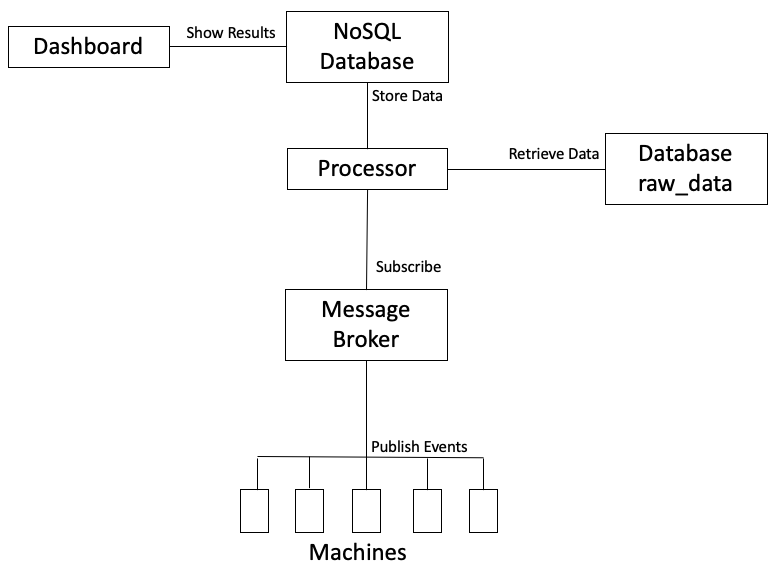 Dashboard
Show Results
NoSQL
Database
Store Data
Processor
Retrieve Data
Database
raw_data
Subscribe
Message
Broker
Publish Events
Machines